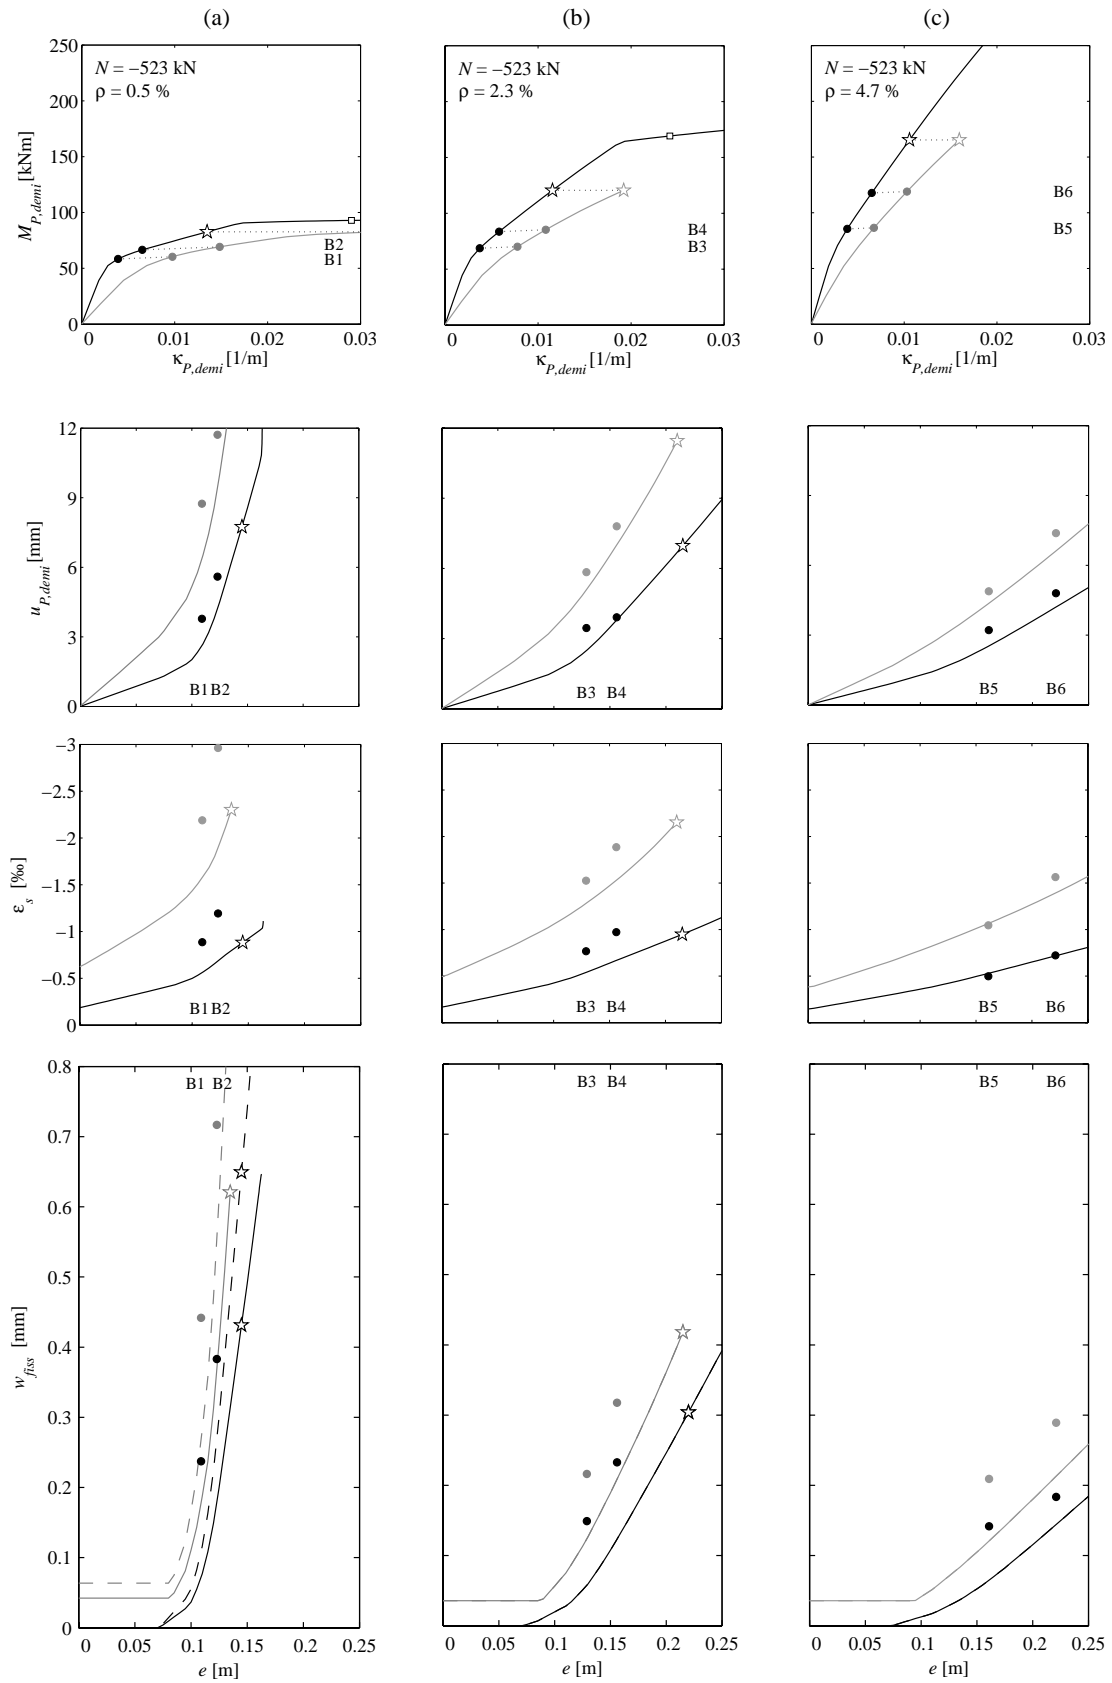 (a)
(b)
(c)
M_P,demi [kNm]
250
200
150
100
50
0
N = −523 kN
ρ = 0.5 %
B2
B1
0 0.01 0.02 0.03
κ_P,demi [1/m]
N = −523 kN
ρ = 2.3 %
B4
B3
0 0.01 0.02 0.03
κ_P,demi [1/m]
N = −523 kN
ρ = 4.7 %
B6
B5
0 0.01 0.02 0.03
κ_P,demi [1/m]
u_P,demi [mm]
12
9
6
3
0
B1 B2
B3 B4
B5 B6
ε_s [‰]
−3
−2.5
−2
−1.5
−1
−0.5
0
B1 B2
B3 B4
B5 B6
w_fiss [mm]
0.8
0.7
0.6
0.5
0.4
0.3
0.2
0.1
0
B1 B2
0 0.05 0.1 0.15 0.2 0.25
e [m]
B3 B4
0 0.05 0.1 0.15 0.2 0.25
e [m]
B5 B6
0 0.05 0.1 0.15 0.2 0.25
e [m]